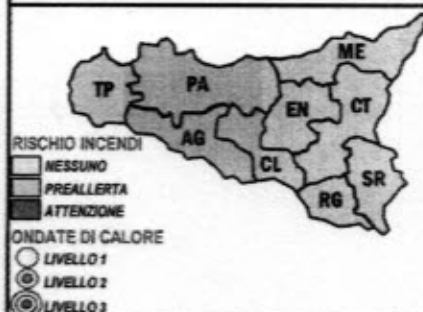 ME
TP
PA
EN
CT
AG
CL
SR
RG
RISCHIO INCENDI
NESSUNO
PREALLERTA
ATTENZIONE
ONDATE DI CALORE
LIVELLO 1
LIVELLO 2
LIVELLO 3